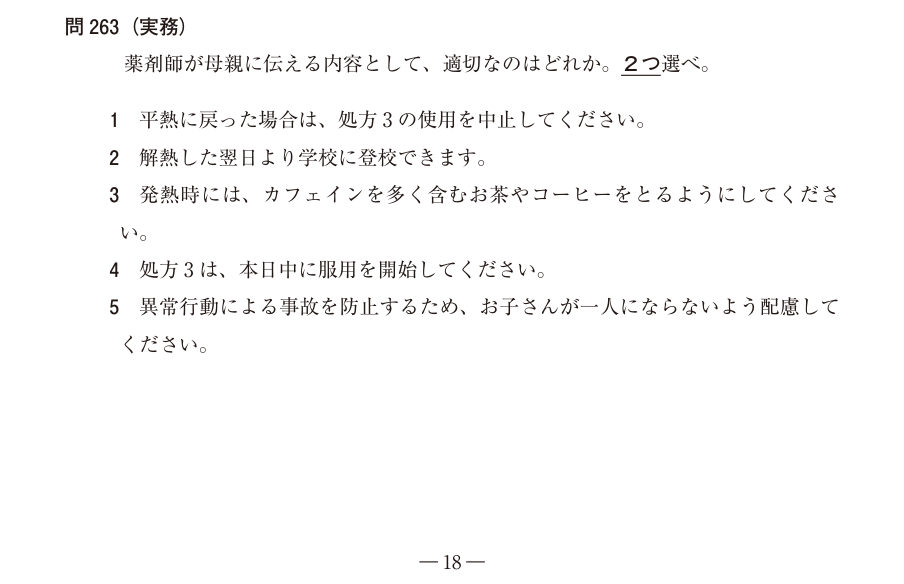 問 263（実務）
薬剤師が母親に伝える内容として、適切なのはどれか。２つ選べ。
1　平熱に戻った場合は、処方３の使用を中止してください。
2　解熱した翌日より学校に登校できます。
3　発熱時には、カフェインを多く含むお茶やコーヒーをとるようにしてくださ
い。
4　処方３は、本日中に服用を開始してください。
5　異常行動による事故を防止するため、お子さんが一人にならないよう配慮して
ください。
― 18 ―